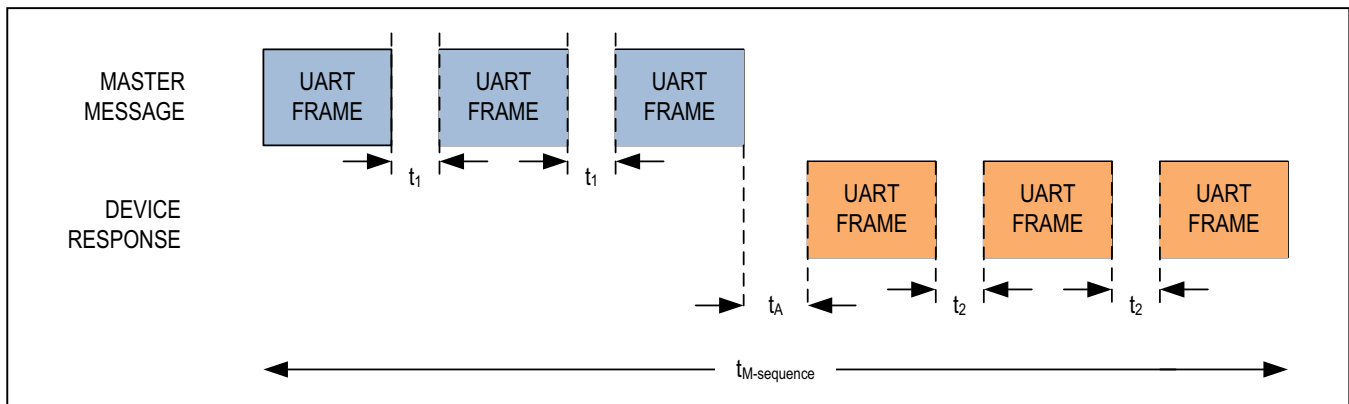 MASTER
MESSAGE
UART
FRAME
UART
FRAME
UART
FRAME
t1
t1
DEVICE
RESPONSE
UART
FRAME
UART
FRAME
UART
FRAME
tA
t2
t2
tM-sequence